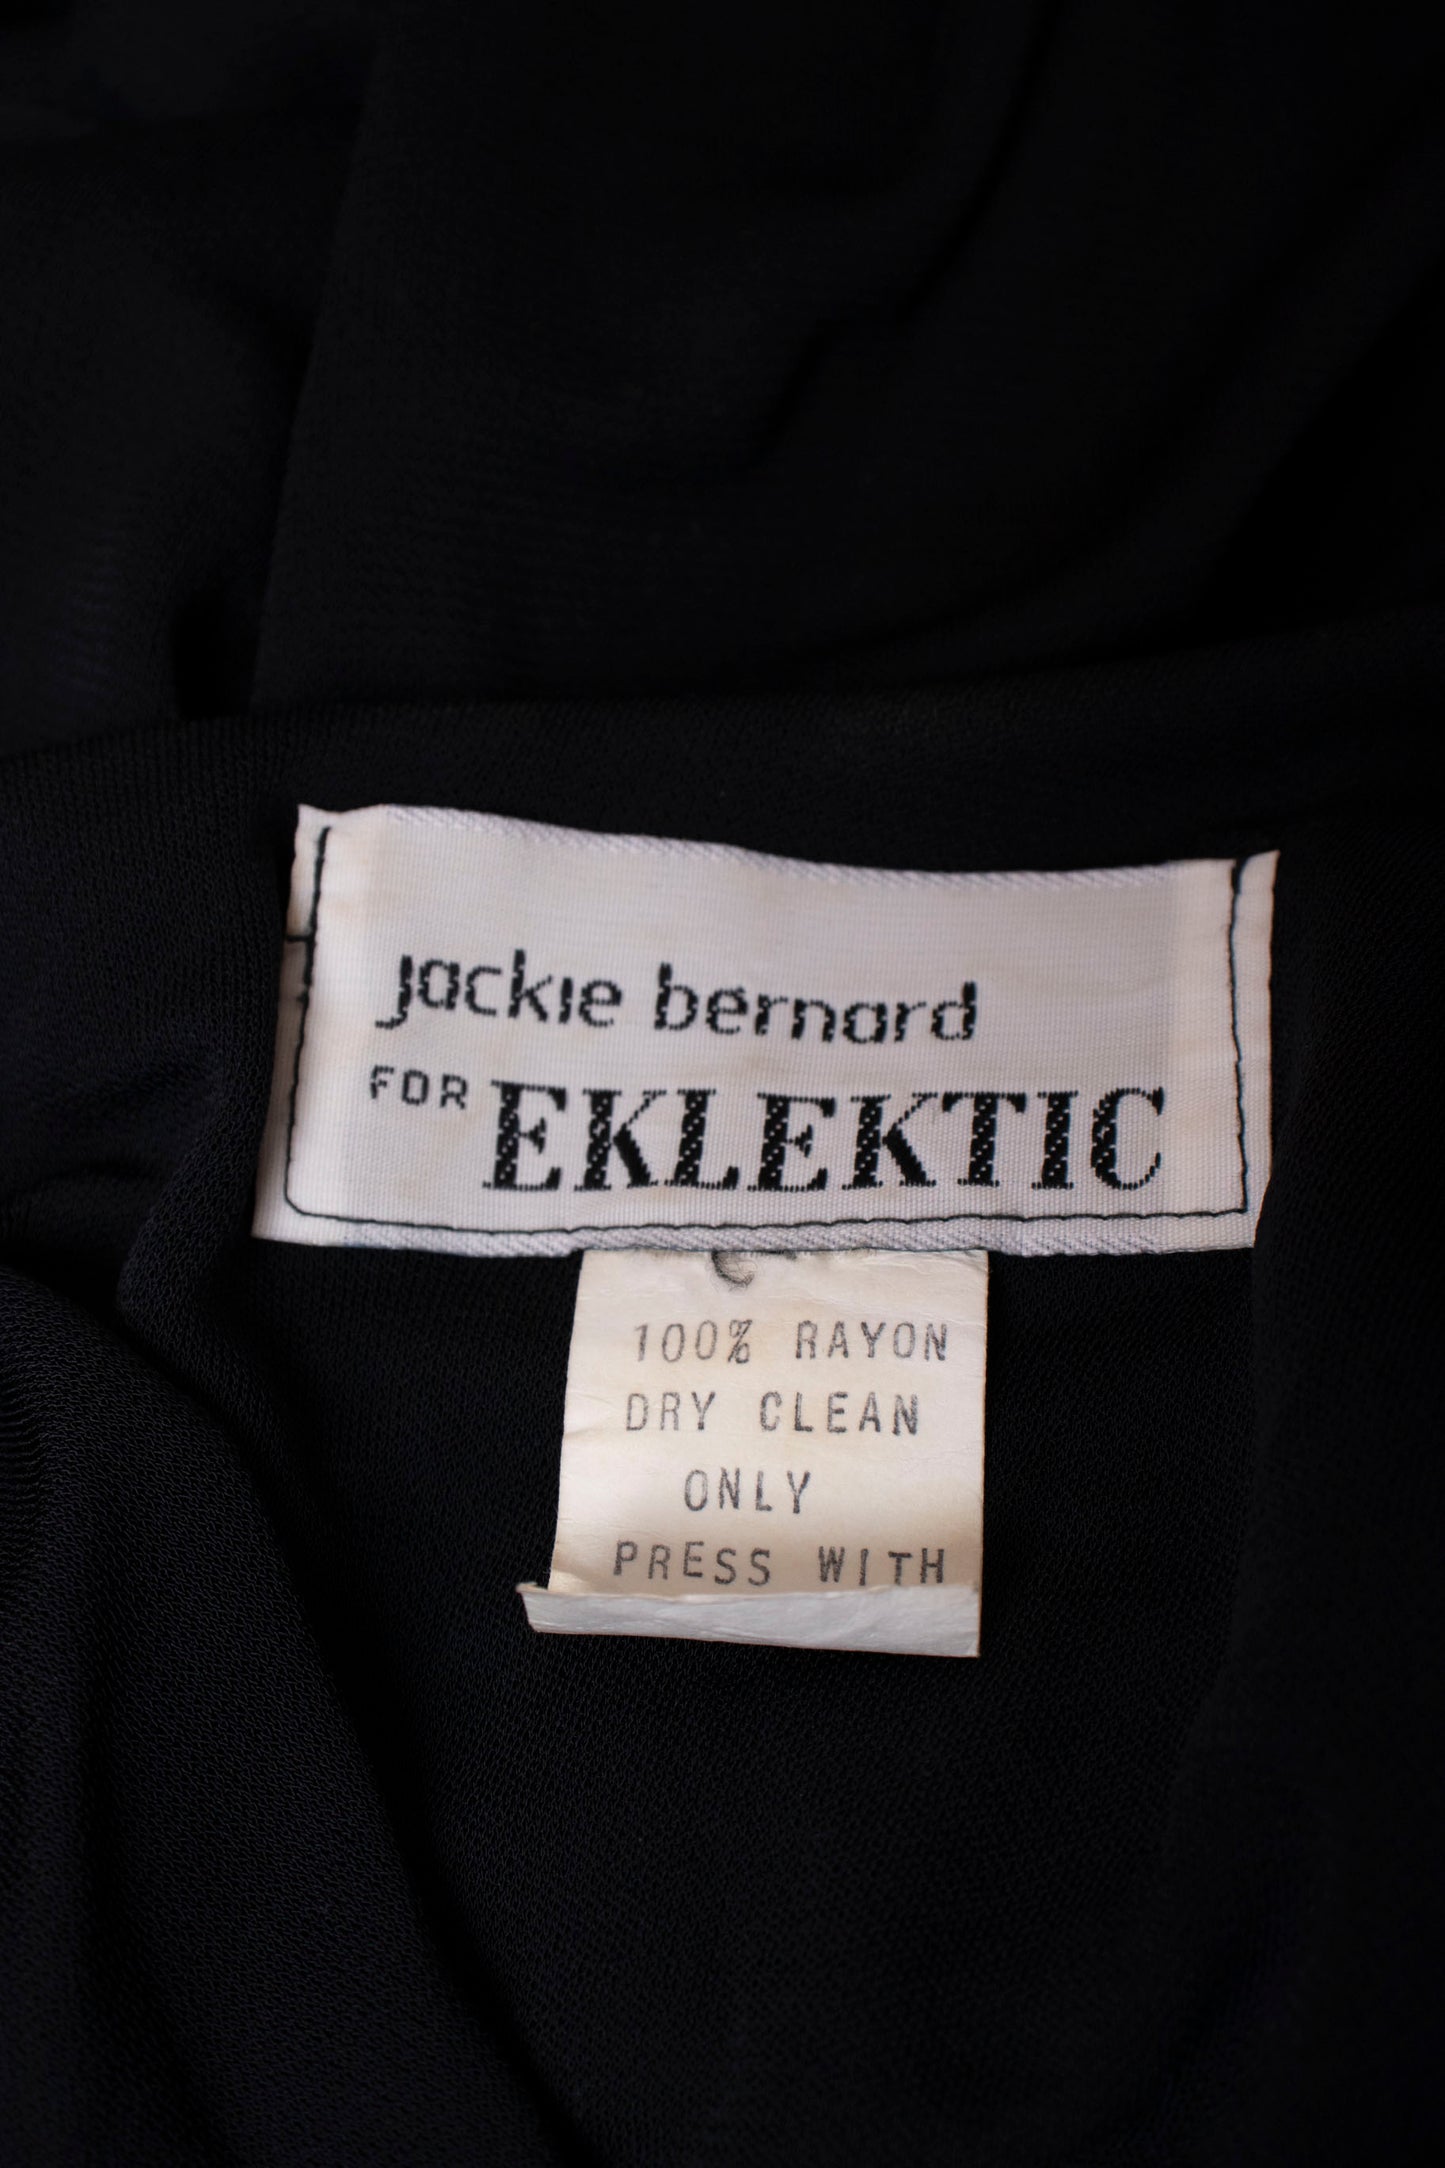 jackie bernard
FOR EKLEKTIC
100% RAYON
DRY CLEAN
ONLY
PRESS WITH